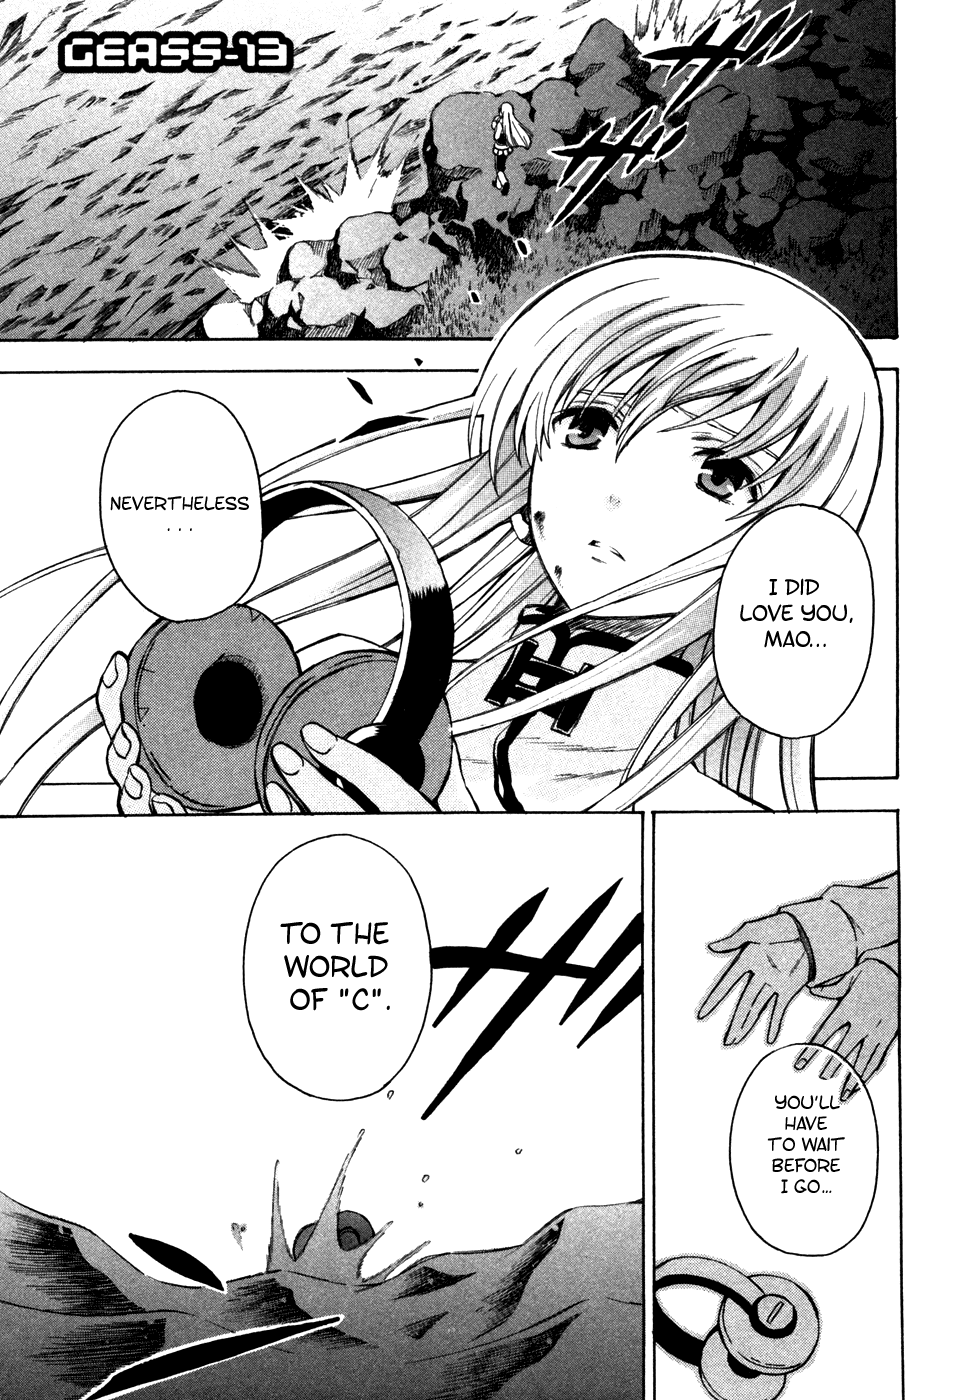 GEASS-13
I DID
LOVE YOU,
MAO...
NEVERTHELESS
...
YOU'LL
HAVE
TO WAIT
BEFORE
I GO...
TO THE
WORLD
OF "C".